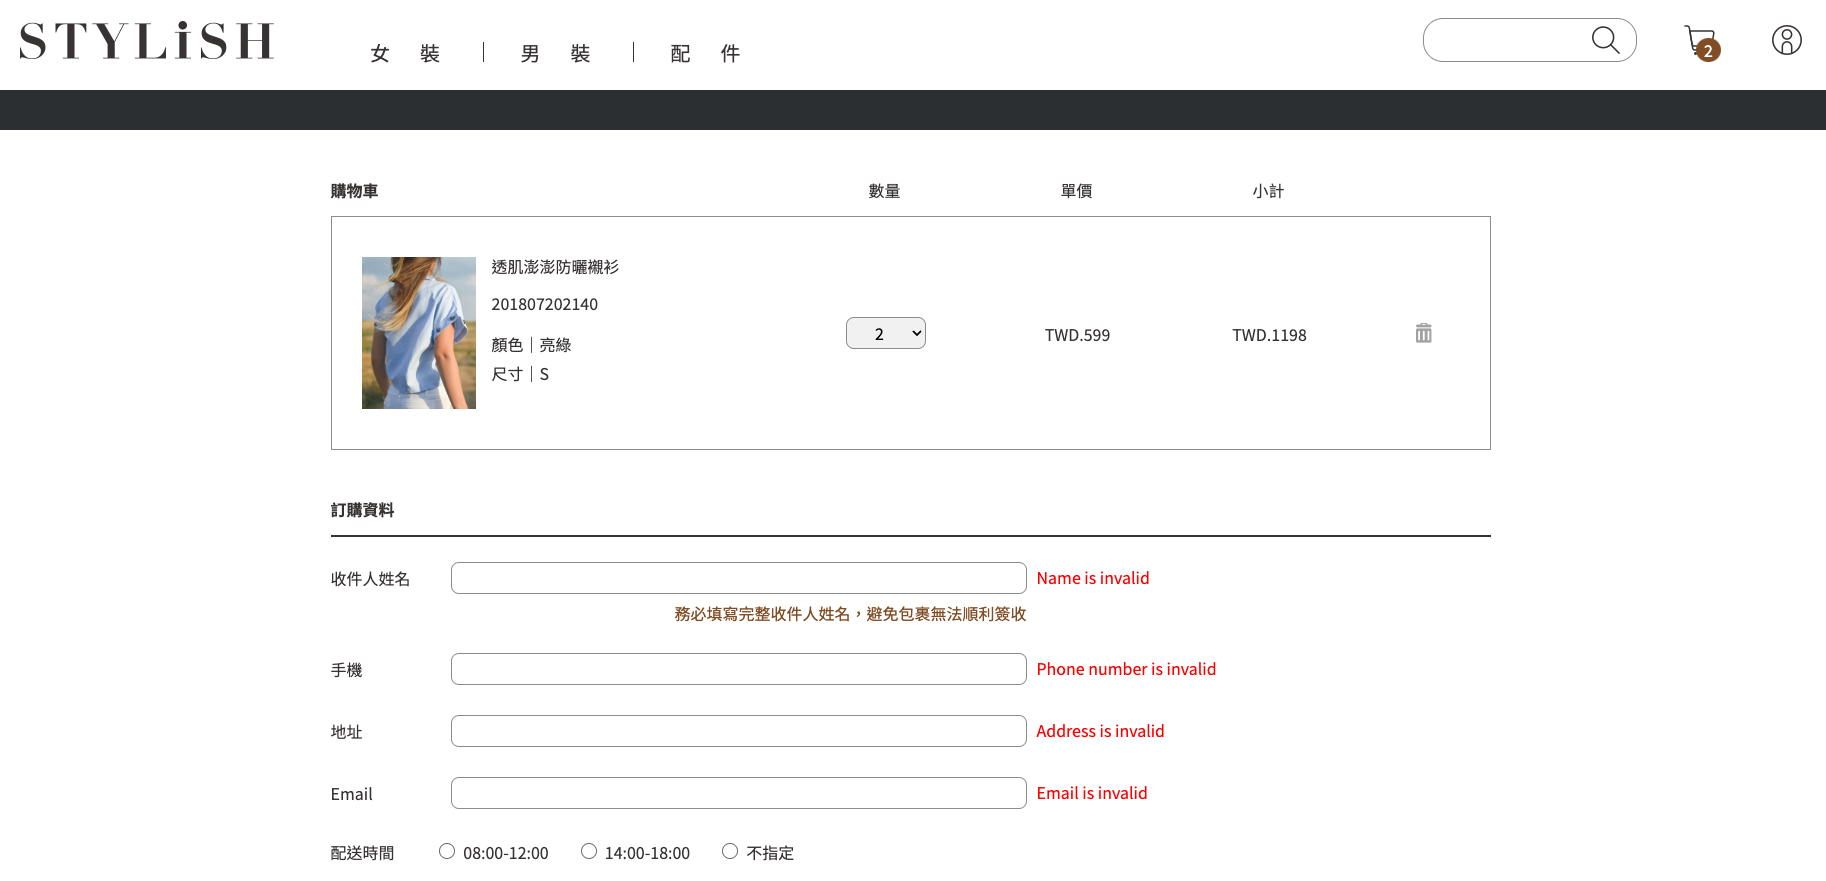 STYLiSH
女裝 | 男裝 | 配件
2
購物車 數量 單價 小計
透肌澎澎防曬襯衫
201807202140
顏色｜亮綠
尺寸｜S
2 TWD.599 TWD.1198
訂購資料
收件人姓名 Name is invalid
務必填寫完整收件人姓名，避免包裹無法順利簽收
手機 Phone number is invalid
地址 Address is invalid
Email Email is invalid
配送時間 08:00-12:00 14:00-18:00 不指定